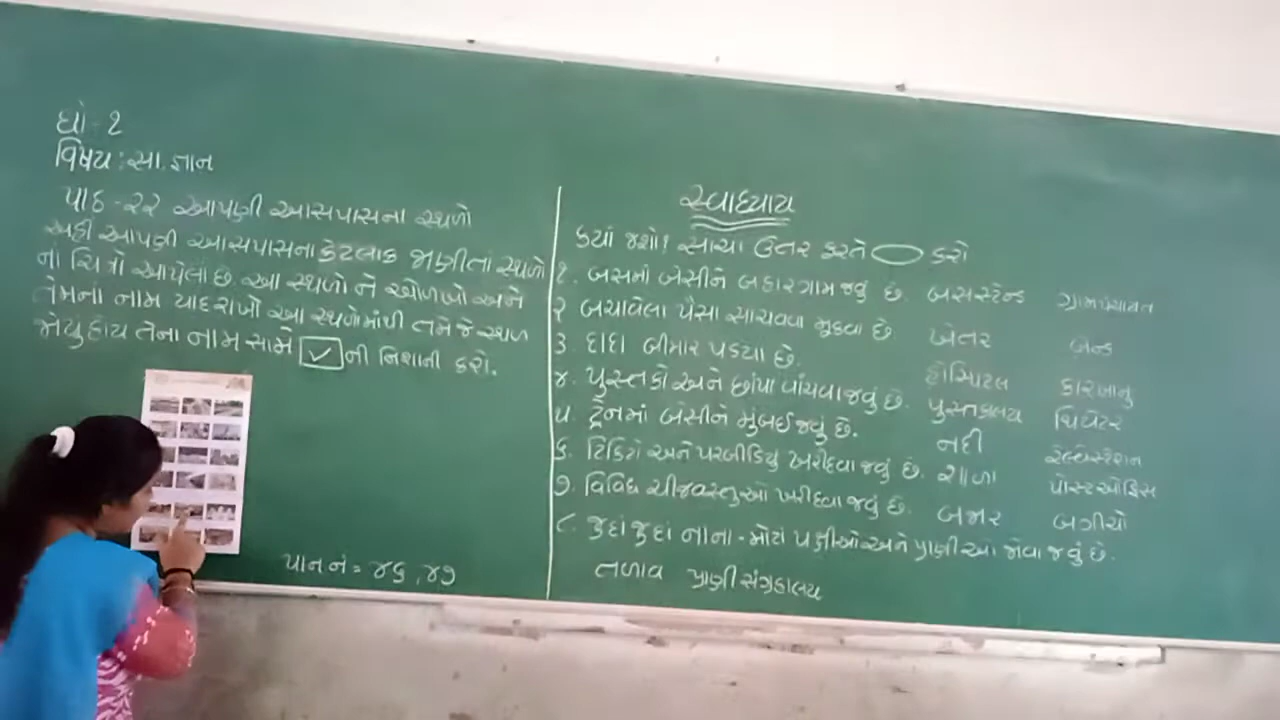 ધો-2
વિષય : સા. જ્ઞાન
પાઠ-૨૨ આપણી આસપાસના સ્થળો
અહીં આપણી આસપાસના કેટલાક જાણીતાં સ્થળો
નાં ચિત્રો આપેલાં છે. આ સ્થળો ને ઓળખો અને
તેમના નામ યાદ રાખો આ સ્થળોમાંથી તમે જે સ્થળ
જોયું હોય તેના નામ સામે ✓ ની નિશાની કરો.
પાન નં = ૪૬,૪૭
સ્વાધ્યાય
કયાં જશો? સાચા ઉતર ફરતે કરો
૧. બસમાં બેસીને બહારગામ જવું છે. બસસ્ટેન્ડ ગ્રામપંચાયત
૨ બચાવેલા પૈસા સાચવવા મૂકવા છે. ખેતર બેન્ક
૩. દાદા બીમાર પડયા છે. હોસ્પિટલ કારખાનુ
૪. પુસ્તકો અને છાંપા વાંચવા જવું છે. પુસ્તકાલય થિયેટર
૫. ટ્રેનમાં બેસીને મુંબઈ જવું છે. નદી રેલ્વેસ્ટેશન
૬. ટિકિટો અને પરબીડિયું ખરીદવા જવું છે. શાળા પોસ્ટઓફિસ
૭. વિવિધ ચીજવસ્તુઓ ખરીદવા જવું છે. બજાર બગીચો
૮. જુદાં જુદાં નાના-મોટાં પક્ષીઓ અને પ્રાણીઓ જોવા જવું છે.
તળાવ પ્રાણીસંગ્રહાલય